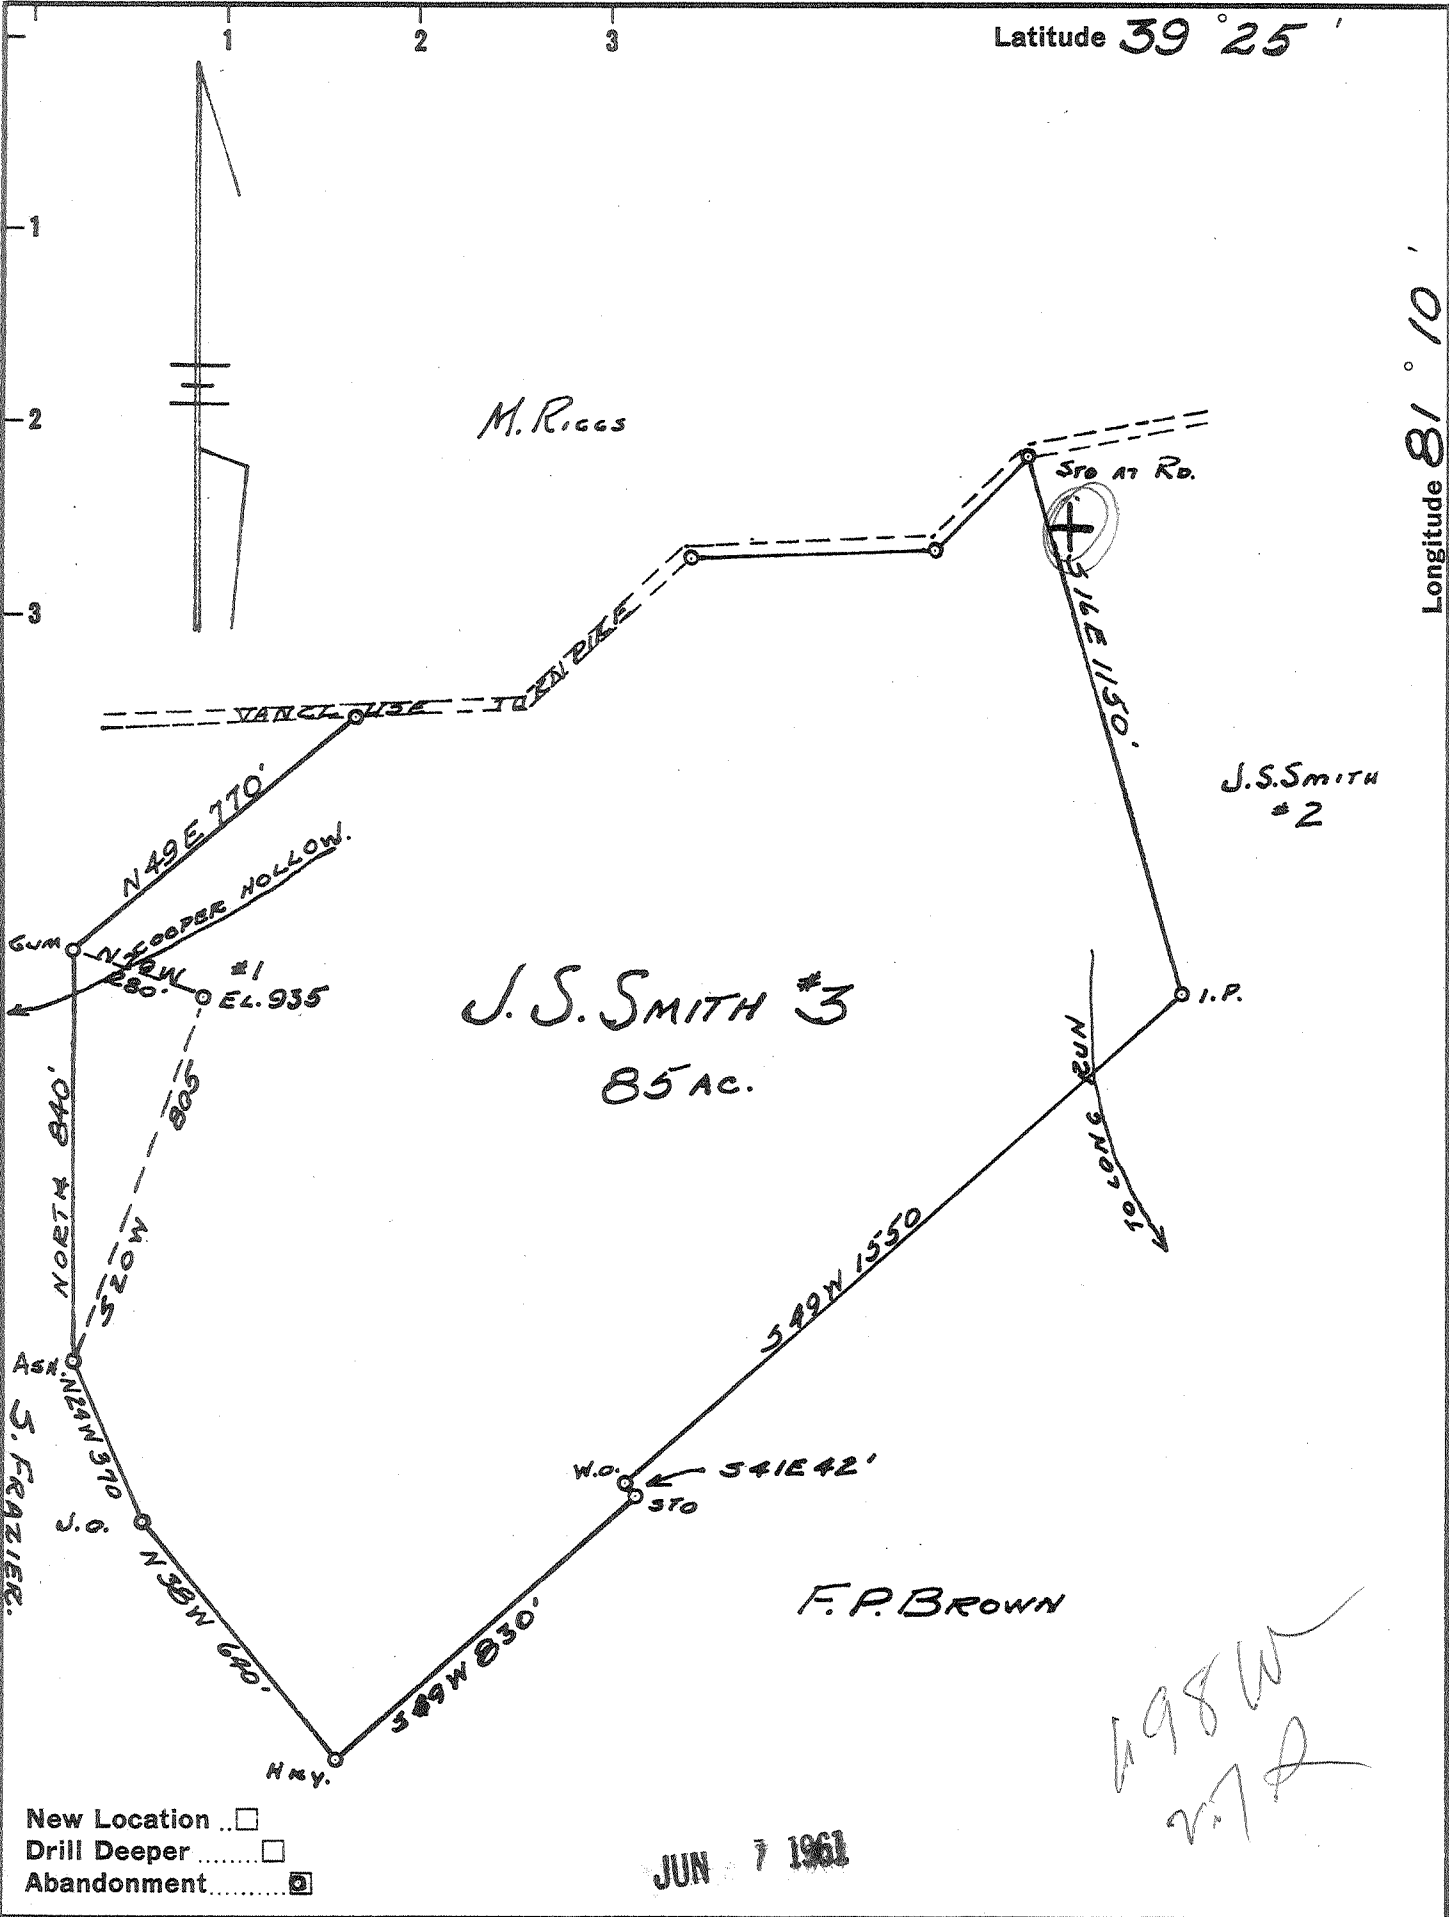 1 2 3
Latitude 39 ° 25 '
1
2
3
Longitude 81 ° 10 '
M. RIGGS
STO AT RD.
S 16 E 1150'
VANCLUSE TURNPIKE
J.S. SMITH
#2
N 49 E 770'
COOPER HOLLOW.
GUM
280'
#1
EL. 935
J. S. SMITH #3
85 AC.
I.P.
TO LONG RUN
NORTH 840'
S 20 W 805
S 49 W 1550
ASH.
N24W 370
S. FRAZIER.
W.O.
S 41 E 42'
STO
J.O.
N 38 W 640'
S 49 W 830'
F. P. BROWN
HKY.
New Location ..
Drill Deeper ........
Abandonment..........
JUN 7 1961